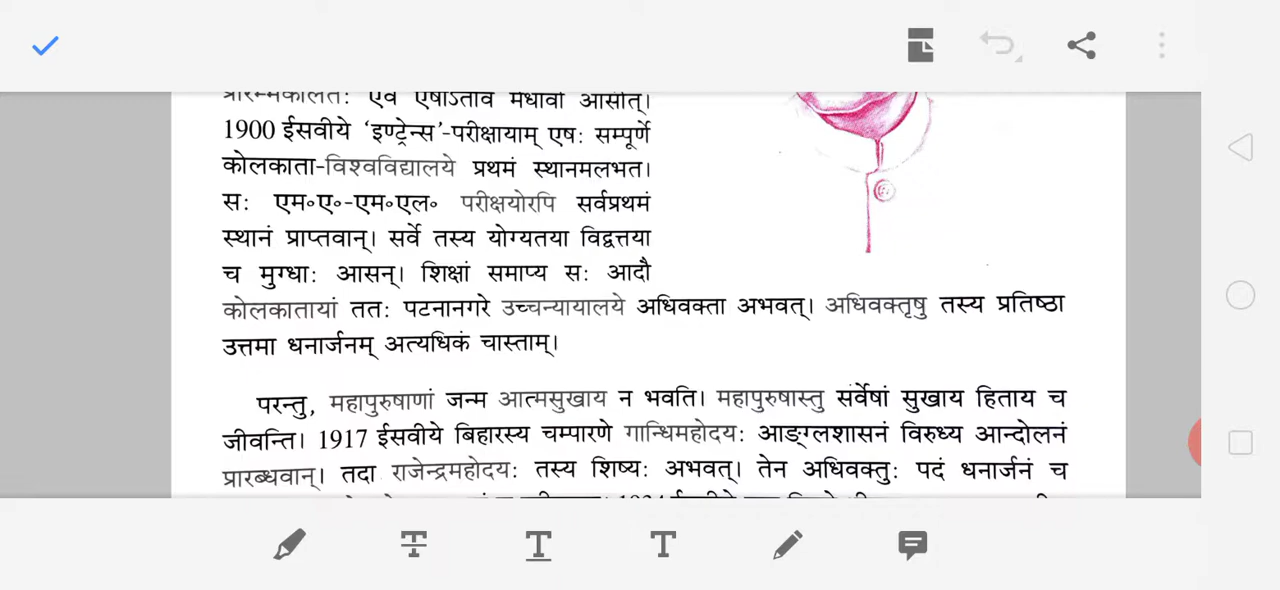 प्रारम्भकालतः एव एषोऽतीव मेधावी आसीत्।
1900 ईसवीये ‘इण्ट्रेन्स’-परीक्षायाम् एषः सम्पूर्णे
कोलकाता-विश्वविद्यालये प्रथमं स्थानमलभत।
सः एम॰ए॰-एम॰एल॰ परीक्षयोरपि सर्वप्रथमं
स्थानं प्राप्तवान्। सर्वे तस्य योग्यतया विद्वत्तया
च मुग्धाः आसन्। शिक्षां समाप्य सः आदौ
कोलकातायां ततः पटनानगरे उच्चन्यायालये अधिवक्ता अभवत्। अधिवक्तृषु तस्य प्रतिष्ठा
उत्तमा धनार्जनम् अत्यधिकं चास्ताम्।
परन्तु, महापुरुषाणां जन्म आत्मसुखाय न भवति। महापुरुषास्तु सर्वेषां सुखाय हिताय च
जीवन्ति। 1917 ईसवीये बिहारस्य चम्पारणे गान्धिमहोदयः आङ्ग्लशासनं विरुध्य आन्दोलनं
प्रारब्धवान्। तदा राजेन्द्रमहोदयः तस्य शिष्यः अभवत्। तेन अधिवक्तुः पदं धनार्जनं च